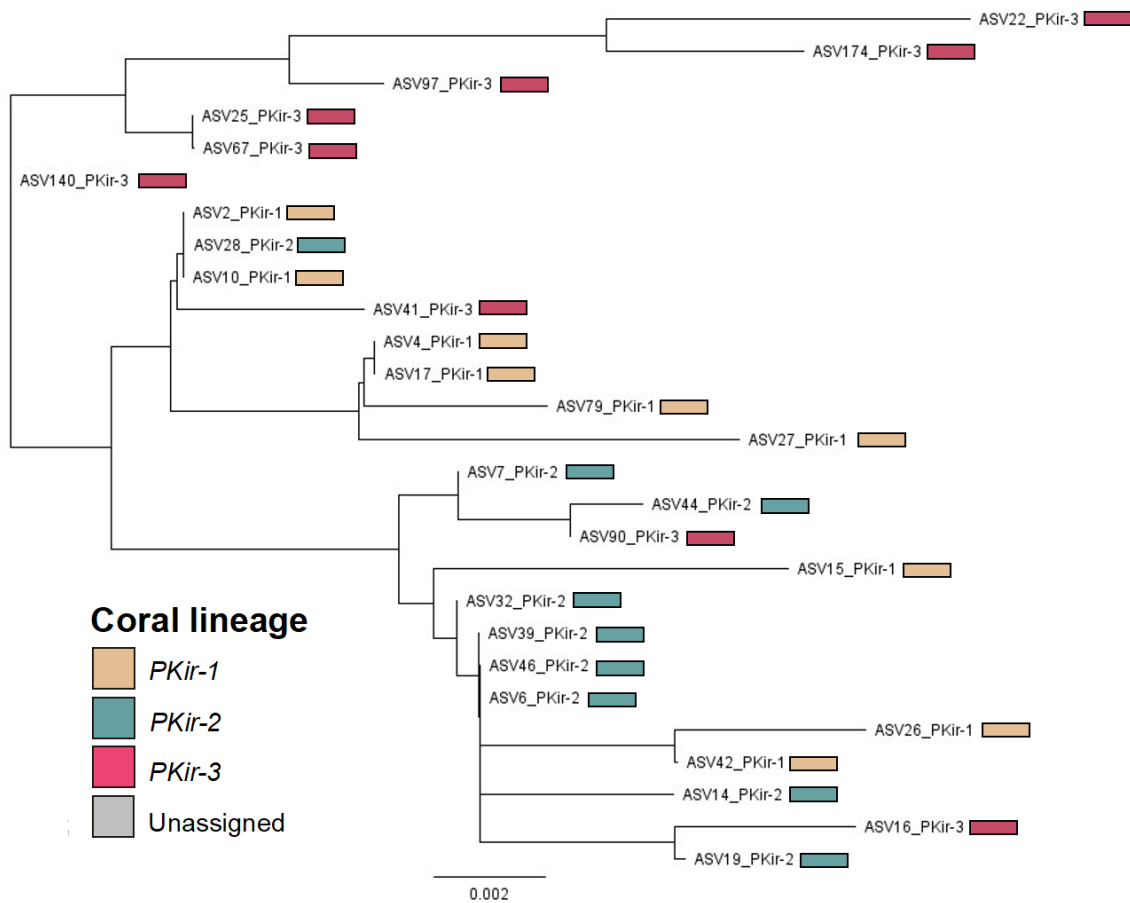 ASV22_PKir-3
ASV174_PKir-3
ASV97_PKir-3
ASV25_PKir-3
ASV67_PKir-3
ASV140_PKir-3
ASV2_PKir-1
ASV28_PKir-2
ASV10_PKir-1
ASV41_PKir-3
ASV4_PKir-1
ASV17_PKir-1
ASV79_PKir-1
ASV27_PKir-1
ASV7_PKir-2
ASV44_PKir-2
ASV90_PKir-3
ASV15_PKir-1
ASV32_PKir-2
ASV39_PKir-2
ASV46_PKir-2
ASV6_PKir-2
ASV26_PKir-1
ASV42_PKir-1
ASV14_PKir-2
ASV16_PKir-3
ASV19_PKir-2
Coral lineage
PKir-1
PKir-2
PKir-3
Unassigned
0.002